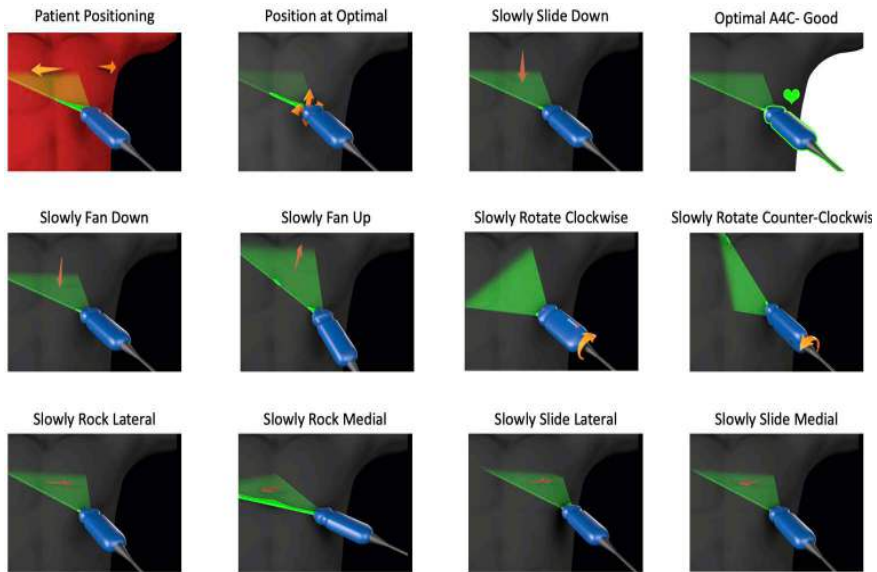 Patient Positioning
Position at Optimal
Slowly Slide Down
Optimal A4C- Good
Slowly Fan Down
Slowly Fan Up
Slowly Rotate Clockwise
Slowly Rotate Counter-Clockwis
Slowly Rock Lateral
Slowly Rock Medial
Slowly Slide Lateral
Slowly Slide Medial